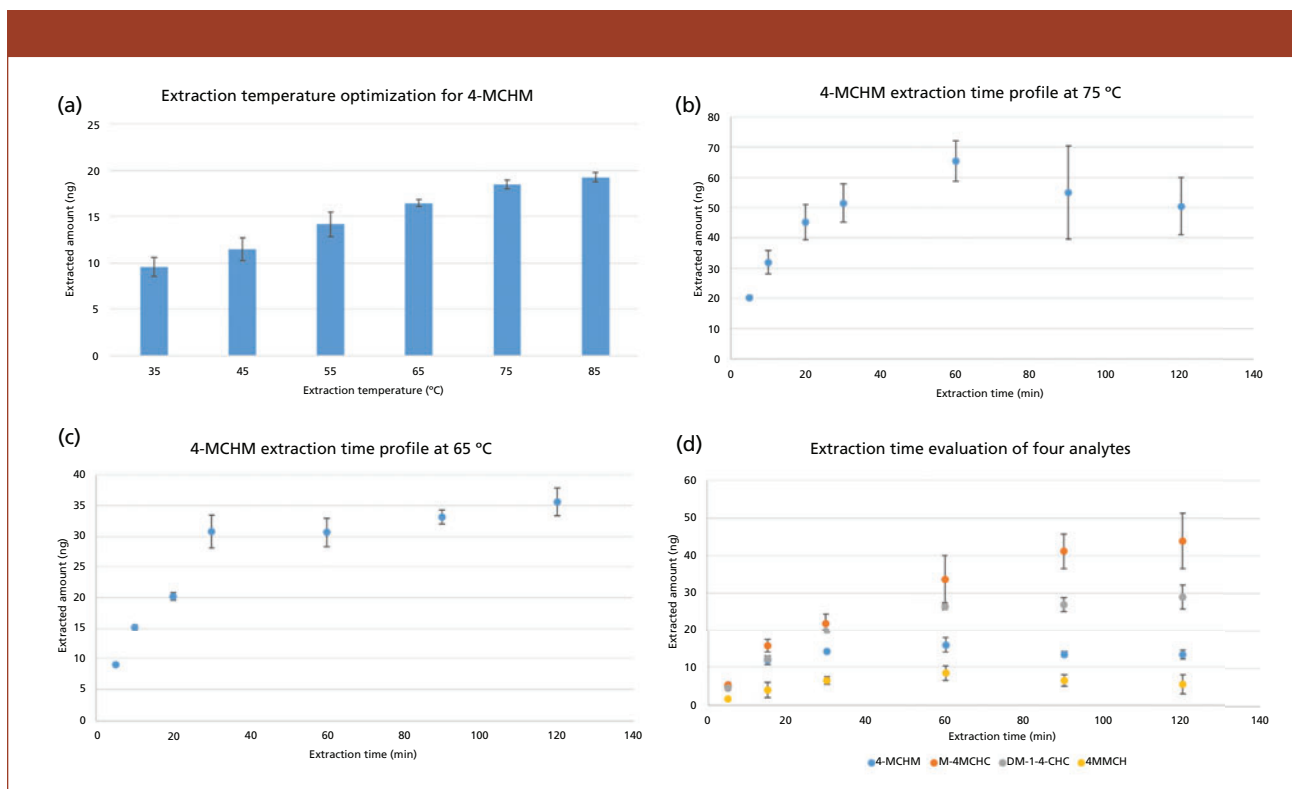 (a)
Extraction temperature optimization for 4-MCHM
Extracted amount (ng)
25
20
15
10
5
0
35 45 55 65 75 85
Extraction temperature (ºC)
(b)
4-MCHM extraction time profile at 75 ºC
Extracted amount (ng)
80
70
60
50
40
30
20
10
0
0 20 40 60 80 100 120 140
Extraction time (min)
(c)
4-MCHM extraction time profile at 65 ºC
Extracted amount (ng)
40
35
30
25
20
15
10
5
0
0 20 40 60 80 100 120 140
Extraction time (min)
(d)
Extraction time evaluation of four analytes
Extracted amount (ng)
60
50
40
30
20
10
0
0 20 40 60 80 100 120 140
Extraction time (min)
4-MCHM M-4MCHC DM-1-4-CHC 4MMCH